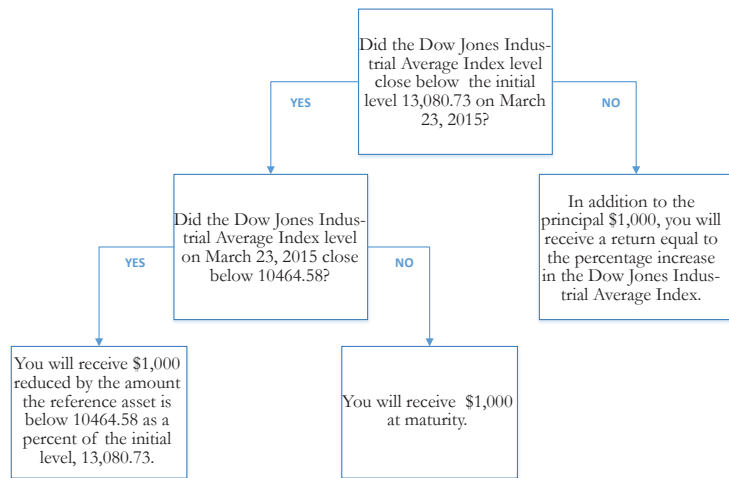 Did the Dow Jones Indus-
trial Average Index level
close below the initial
level 13,080.73 on March
23, 2015?
YES
NO
Did the Dow Jones Indus-
trial Average Index level
on March 23, 2015 close
below 10464.58?
In addition to the
principal $1,000, you will
receive a return equal to
the percentage increase
in the Dow Jones Indus-
trial Average Index.
YES
NO
You will receive $1,000
reduced by the amount
the reference asset is
below 10464.58 as a
percent of the initial
level, 13,080.73.
You will receive $1,000
at maturity.